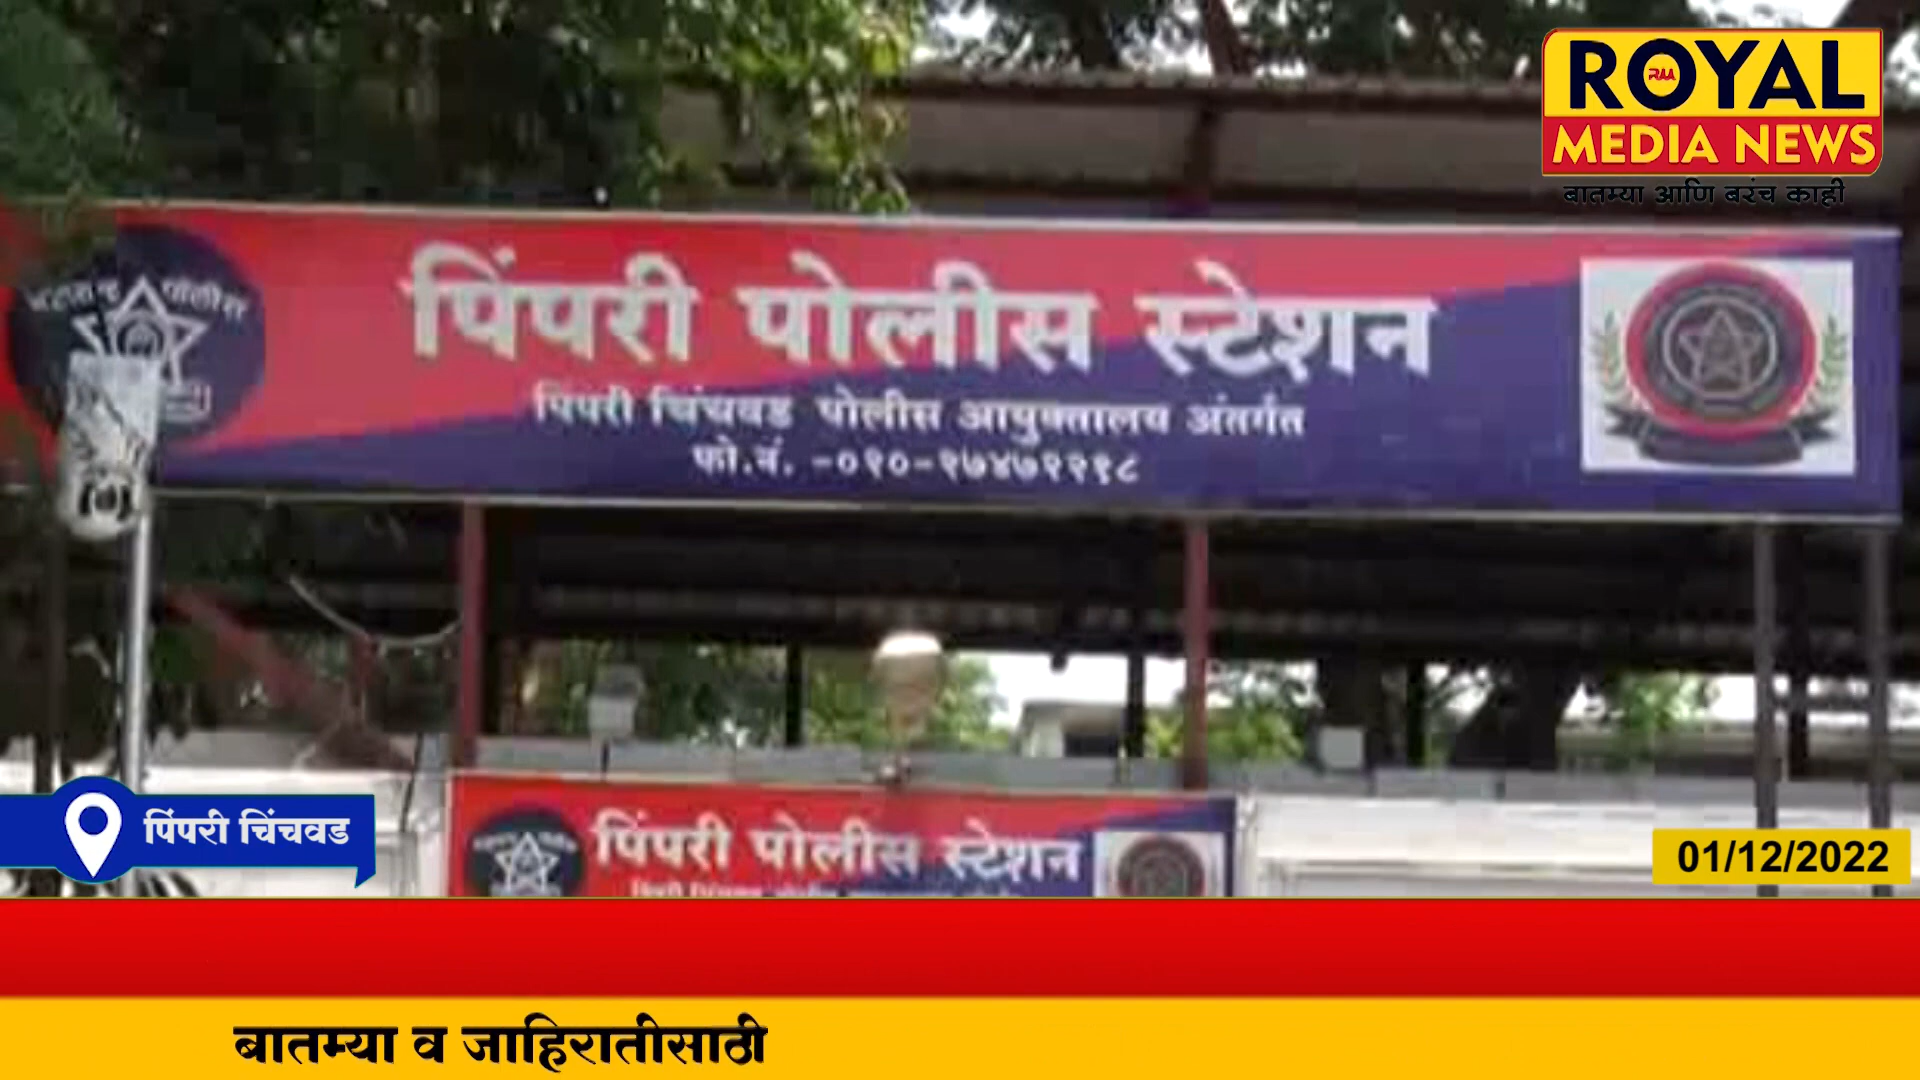 ROYAL
MEDIA NEWS
बातम्या आणि बरंच काही
महाराष्ट्र पोलीस
पिंपरी पोलीस स्टेशन
पिंपरी चिंचवड पोलीस आयुक्तालय अंतर्गत
फो.नं. -०२०-२७४७२२१८
पिंपरी चिंचवड
पिंपरी पोलीस स्टेशन
01/12/2022
बातम्या व जाहिरातीसाठी